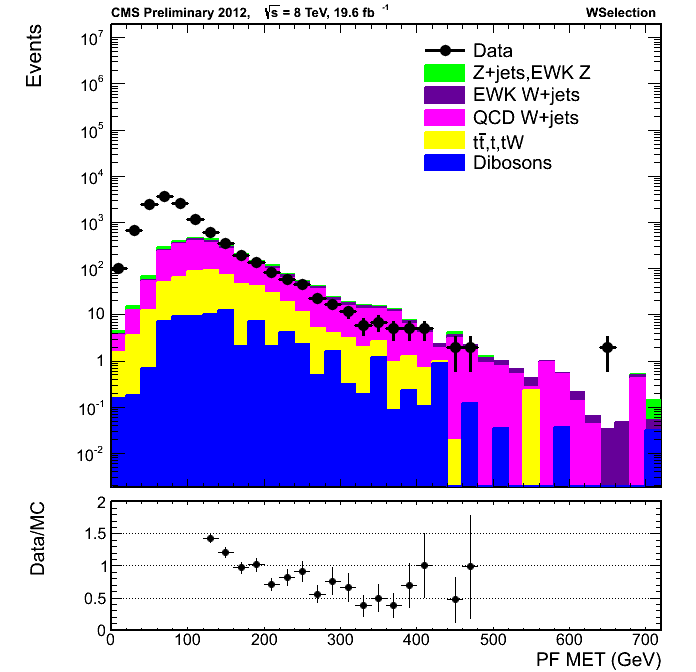 CMS Preliminary 2012, √s = 8 TeV, 19.6 fb⁻¹ WSelection
Events
10⁷
10⁶
10⁵
10⁴
10³
10²
10
1
10⁻¹
10⁻²
Data
Z+jets,EWK Z
EWK W+jets
QCD W+jets
tt̄,t,tW
Dibosons
Data/MC
2
1.5
1
0.5
0
0 100 200 300 400 500 600 700
PF MET (GeV)